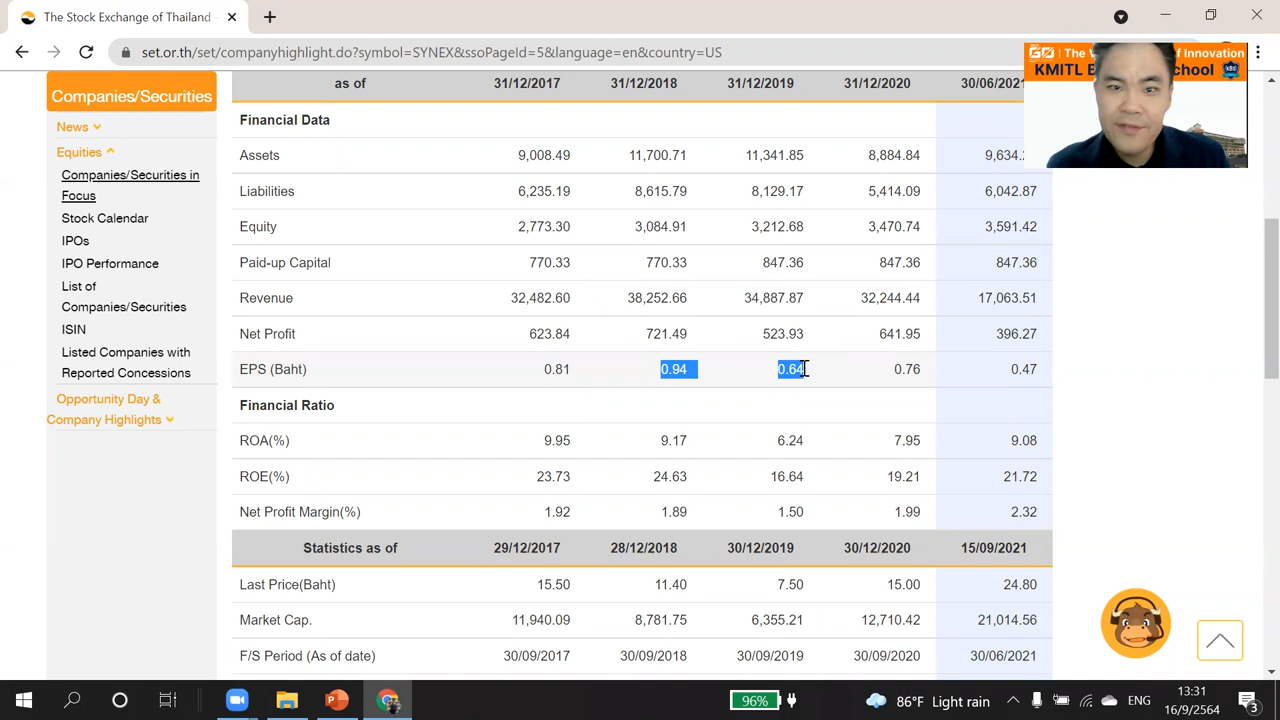 The Stock Exchange of Thailand
set.or.th/set/companyhighlight.do?symbol=SYNEX&ssoPageId=5&language=en&country=US
The of Innovation
KMITL B School
Companies/Securities
News
Equities
Companies/Securities in
Focus
Stock Calendar
IPOs
IPO Performance
List of
Companies/Securities
ISIN
Listed Companies with
Reported Concessions
Opportunity Day &
Company Highlights
as of 31/12/2017 31/12/2018 31/12/2019 31/12/2020 30/06/2021
Financial Data
Assets 9,008.49 11,700.71 11,341.85 8,884.84 9,634.
Liabilities 6,235.19 8,615.79 8,129.17 5,414.09 6,042.87
Equity 2,773.30 3,084.91 3,212.68 3,470.74 3,591.42
Paid-up Capital 770.33 770.33 847.36 847.36 847.36
Revenue 32,482.60 38,252.66 34,887.87 32,244.44 17,063.51
Net Profit 623.84 721.49 523.93 641.95 396.27
EPS (Baht) 0.81 0.94 0.64 0.76 0.47
Financial Ratio
ROA(%) 9.95 9.17 6.24 7.95 9.08
ROE(%) 23.73 24.63 16.64 19.21 21.72
Net Profit Margin(%) 1.92 1.89 1.50 1.99 2.32
Statistics as of 29/12/2017 28/12/2018 30/12/2019 30/12/2020 15/09/2021
Last Price(Baht) 15.50 11.40 7.50 15.00 24.80
Market Cap. 11,940.09 8,781.75 6,355.21 12,710.42 21,014.56
F/S Period (As of date) 30/09/2017 30/09/2018 30/09/2019 30/09/2020 30/06/2021
96%
86°F Light rain
ENG
13:31
16/9/2564
3